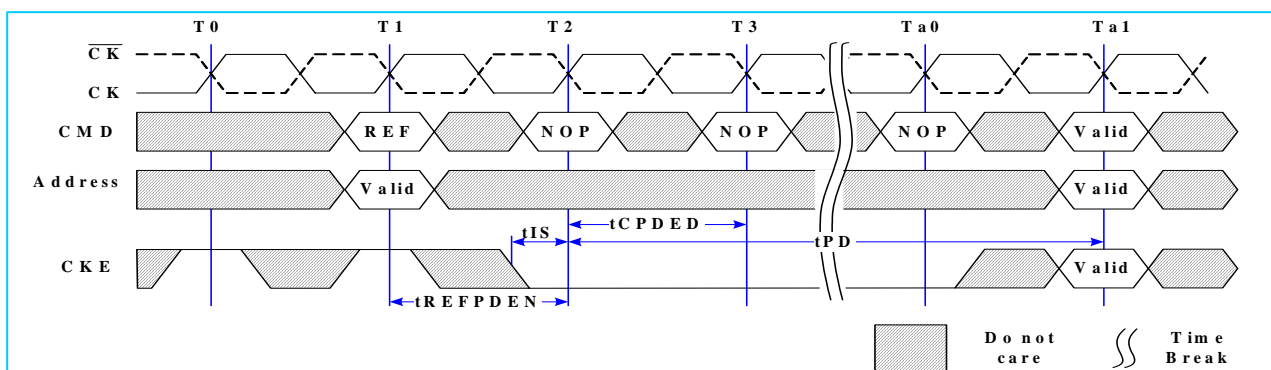 T0 T1 T2 T3 Ta0 Ta1
CK
CK
CMD REF NOP NOP NOP Valid
Address Valid Valid
tCPDED
tIS
tPD
CKE Valid
tREFPDEN
Do not care
Time Break